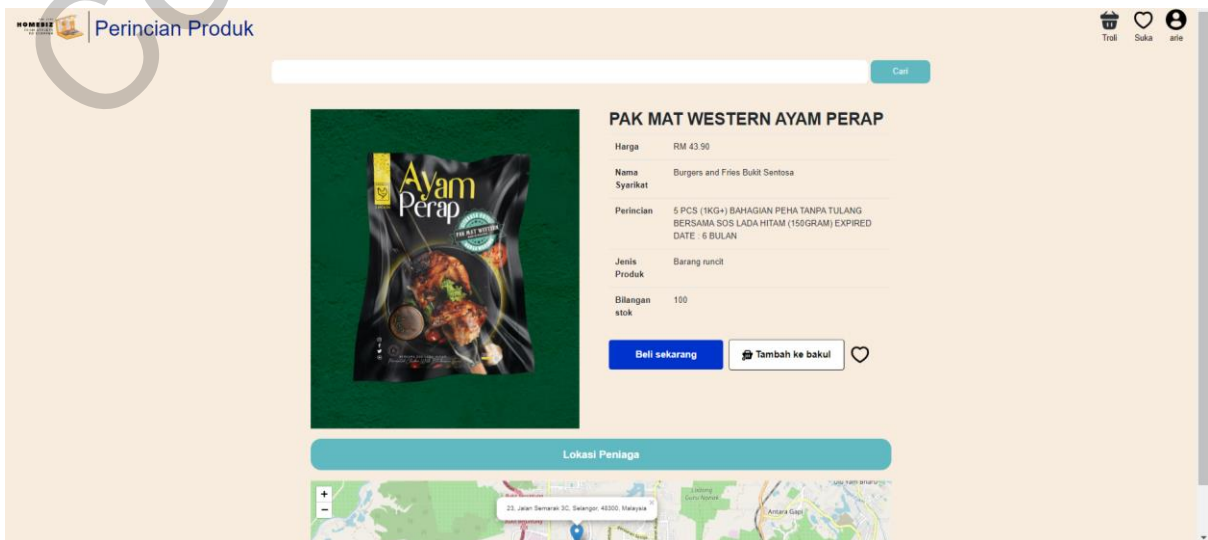 HOMEBIZ
Perincian Produk
Troli
Suka
arie
Cari
PAK MAT WESTERN AYAM PERAP
Harga RM 43.90
Nama Syarikat Burgers and Fries Bukit Sentosa
Perincian 5 PCS (1KG+) BAHAGIAN PEHA TANPA TULANG
BERSAMA SOS LADA HITAM (150GRAM) EXPIRED
DATE : 6 BULAN
Jenis Produk Barang runcit
Bilangan stok 100
Beli sekarang
Tambah ke bakul
Ayam
Perap
PAK MAT WESTERN
Lokasi Peniaga
+
−
23, Jalan Semarak 3C, Selangor, 48300, Malaysia
×
Antara Gapi